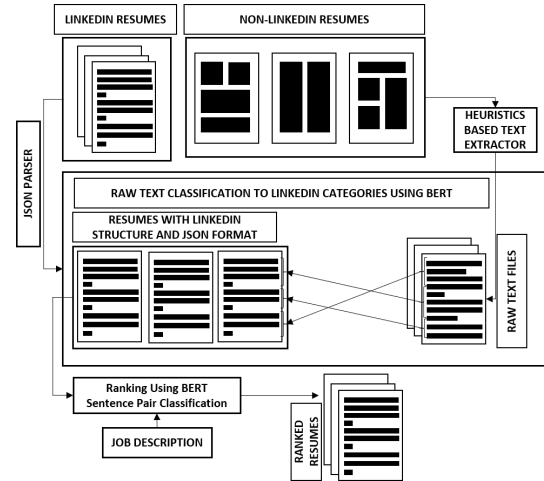 LINKEDIN RESUMES
NON-LINKEDIN RESUMES
HEURISTICS
BASED TEXT
EXTRACTOR
JSON PARSER
RAW TEXT CLASSIFICATION TO LINKEDIN CATEGORIES USING BERT
RESUMES WITH LINKEDIN
STRUCTURE AND JSON FORMAT
RAW TEXT FILES
Ranking Using BERT
Sentence Pair Classification
JOB DESCRIPTION
RANKED
RESUMES